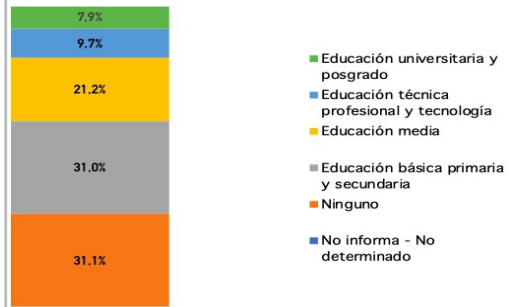 7,9%
9,7%
21,2%
31,0%
31,1%
Educación universitaria y
posgrado
Educación técnica
profesional y tecnología
Educación media
Educación básica primaria
y secundaria
Ninguno
No informa - No
determinado